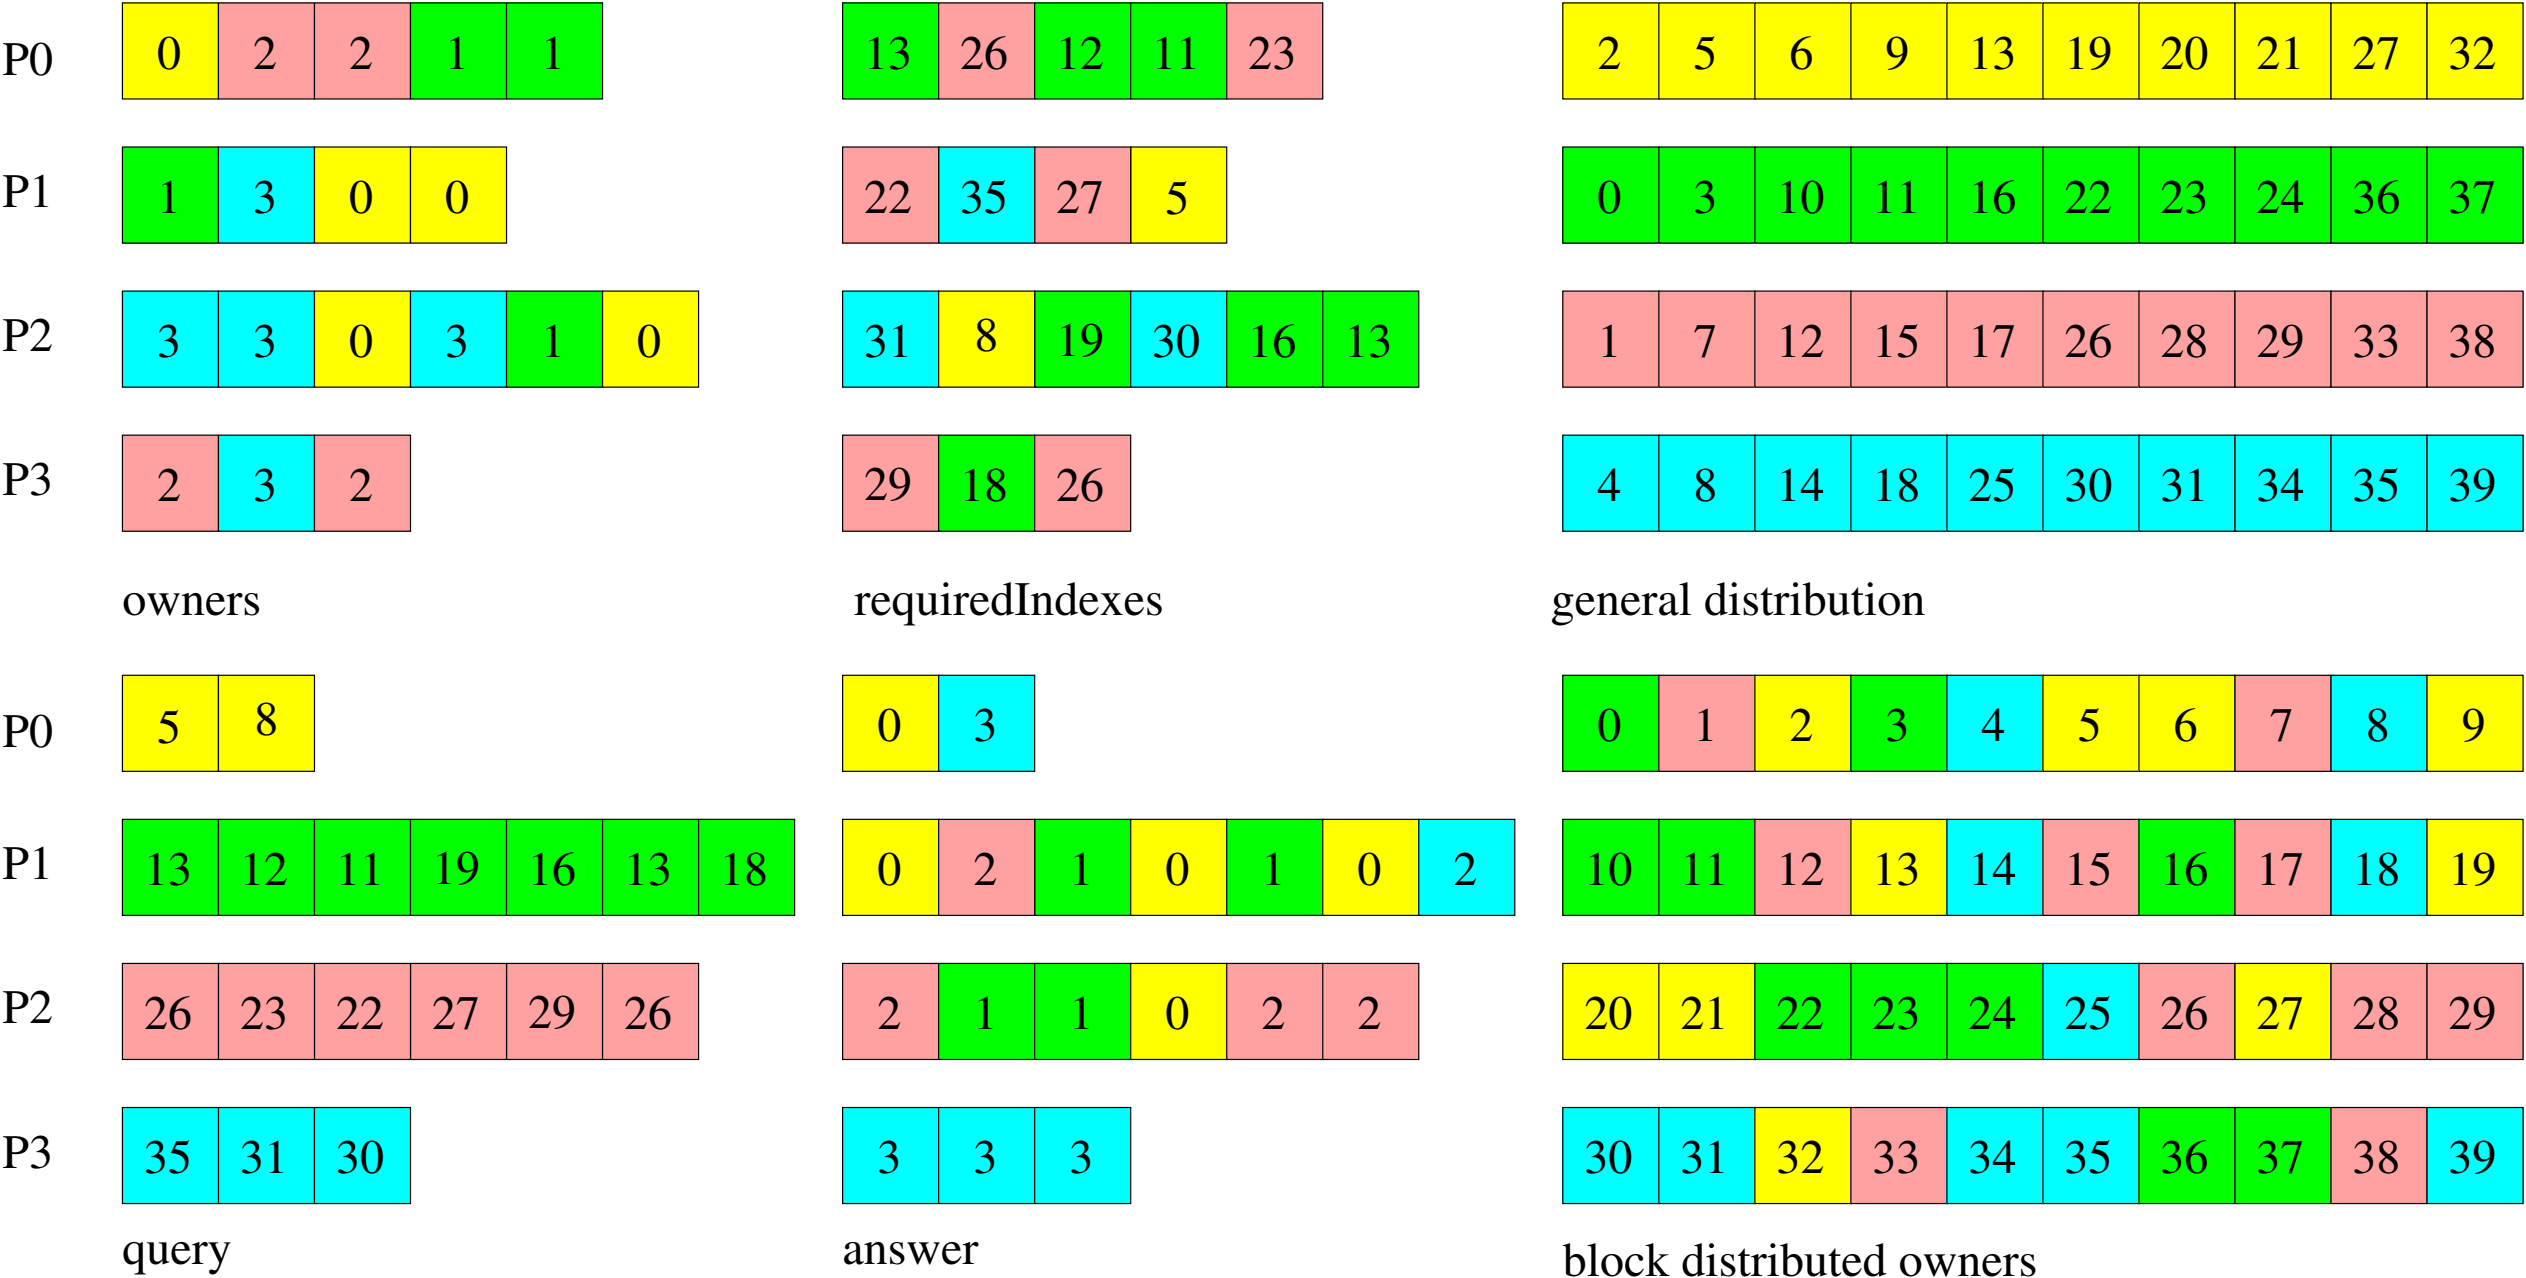 P0 0 2 2 1 1 13 26 12 11 23 2 5 6 9 13 19 20 21 27 32
P1 1 3 0 0 22 35 27 5 0 3 10 11 16 22 23 24 36 37
P2 3 3 0 3 1 0 31 8 19 30 16 13 1 7 12 15 17 26 28 29 33 38
P3 2 3 2 29 18 26 4 8 14 18 25 30 31 34 35 39
owners requiredIndexes general distribution
P0 5 8 0 3 0 1 2 3 4 5 6 7 8 9
P1 13 12 11 19 16 13 18 0 2 1 0 1 0 2 10 11 12 13 14 15 16 17 18 19
P2 26 23 22 27 29 26 2 1 1 0 2 2 20 21 22 23 24 25 26 27 28 29
P3 35 31 30 3 3 3 30 31 32 33 34 35 36 37 38 39
query answer block distributed owners